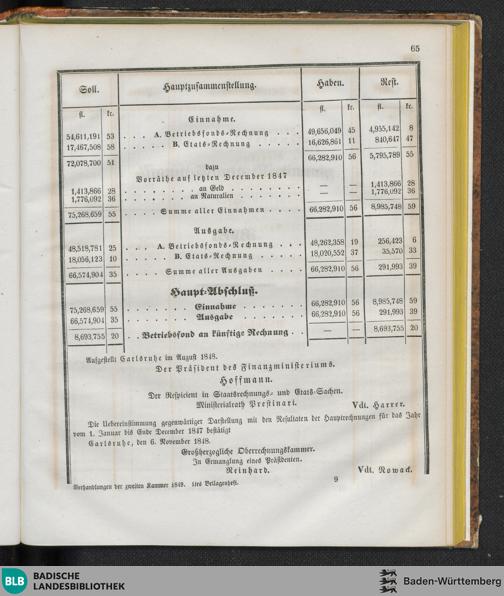 65
Soll. Hauptzusammenstellung. Haben. Rest.
fl. kr. fl. kr. fl. kr.
Einnahme.
54,611,191 53 . . . A. Betriebsfonds-Rechnung . . . 49,656,049 45 4,955,142 8
17,467,508 58 . . . B. Etats-Rechnung . . . . 16,626,861 11 840,647 47
72,078,700 51 66,282,910 56 5,795,789 55
dazu
Vorräthe auf letzten December 1847
1,413,866 28 . . . . . . an Geld . . . . . . — — 1,413,866 28
1,776,092 36 . . . . . an Naturalien . . . . . — — 1,776,092 36
75,268,659 55 . . . . Summe aller Einnahmen . . . . 66,282,910 56 8,985,748 59
Ausgabe.
48,518,781 25 . . . A. Betriebsfonds-Rechnung . . . 48,262,358 19 256,423 6
18,056,123 10 . . . . B. Etats-Rechnung . . . . 18,020,552 37 35,570 33
66,574,904 35 . . . . Summe aller Ausgaben . . . . 66,282,910 56 291,993 39
Haupt-Abschluß.
75,268,659 55 . . . . . . Einnahme . . . . . . 66,282,910 56 8,985,748 59
66,574,904 35 . . . . . . Ausgabe . . . . . . 66,282,910 56 291,993 39
8,693,755 20 . . Betriebsfond an künftige Rechnung . . — — 8,693,755 20
Aufgestellt Carlsruhe im August 1848.
Der Präsident des Finanzministeriums.
Hoffmann.
Der Respicient in Staatsrechnungs- und Etats-Sachen.
Ministerialrath Prestinari. Vdt. Harrer.
Die Uebereinstimmung gegenwärtiger Darstellung mit den Resultaten der Hauptrechnungen für das Jahr
vom 1. Januar bis Ende December 1847 bestätigt
Carlsruhe, den 6. November 1848.
Großherzogliche Oberrechnungskammer.
In Ermanglung eines Präsidenten.
Reinhard. Vdt. Nowack.
Verhandlungen der zweiten Kammer 1849. 1tes Beilagenheft. 9
BLB BADISCHE
LANDESBIBLIOTHEK
Baden-Württemberg